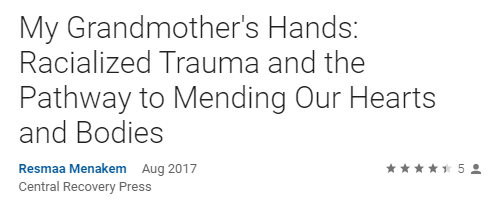 My Grandmother's Hands:
Racialized Trauma and the
Pathway to Mending Our Hearts
and Bodies
Resmaa Menakem Aug 2017 5
Central Recovery Press